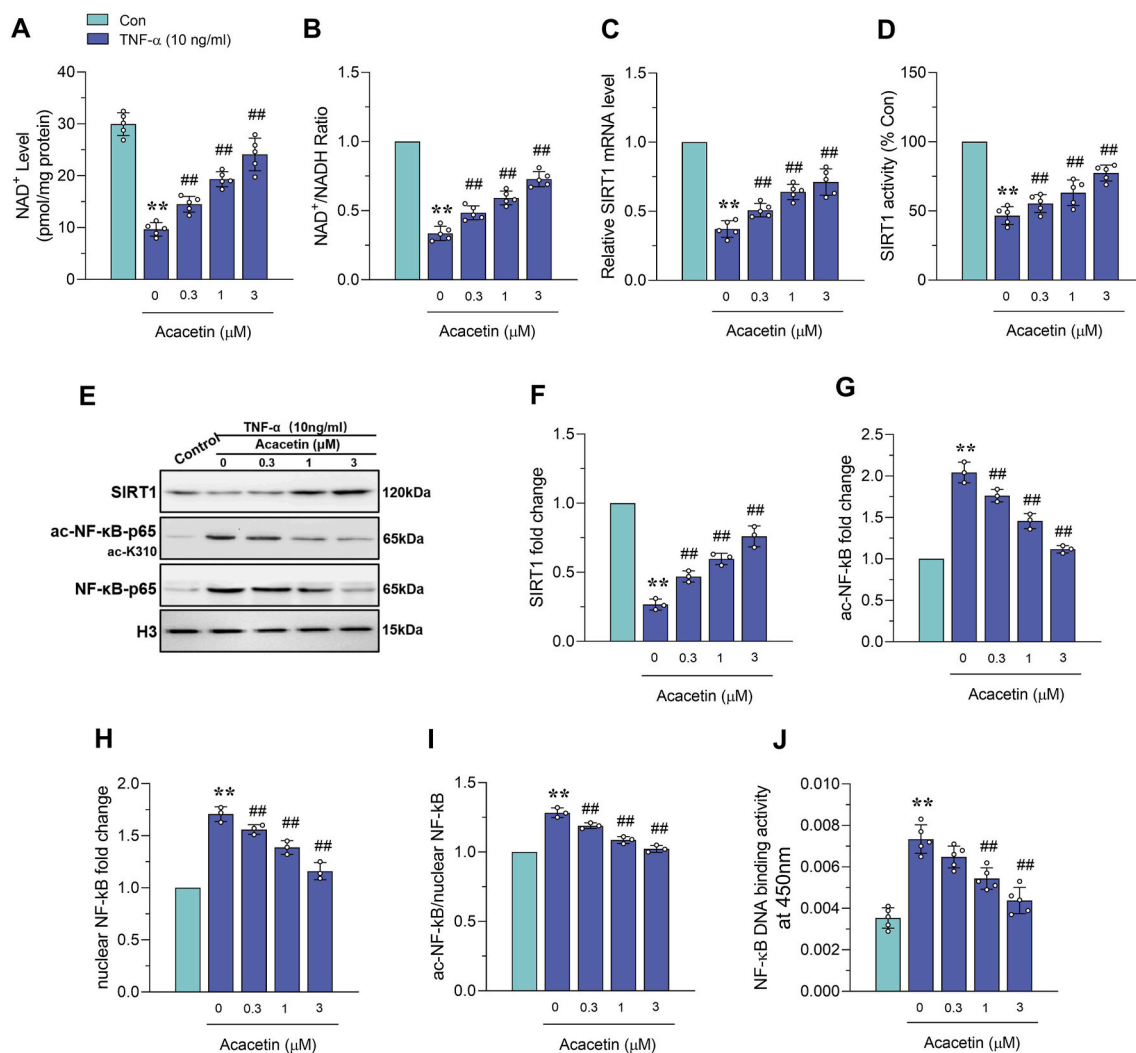 Con
TNF-α (10 ng/ml)
A
NAD⁺ Level
(pmol/mg protein)
40
30
20
10
0
**
##
##
##
0 0.3 1 3
Acacetin (μM)
B
NAD⁺/NADH Ratio
1.5
1.0
0.5
0.0
**
##
##
##
0 0.3 1 3
Acacetin (μM)
C
Relative SIRT1 mRNA level
1.5
1.0
0.5
0.0
**
##
##
##
0 0.3 1 3
Acacetin (μM)
D
SIRT1 activity (% Con)
150
100
50
0
**
##
##
##
0 0.3 1 3
Acacetin (μM)
E
TNF-α (10ng/ml)
Control
Acacetin (μM)
0 0.3 1 3
SIRT1 120kDa
ac-NF-κB-p65 65kDa
ac-K310
NF-κB-p65 65kDa
H3 15kDa
F
SIRT1 fold change
1.5
1.0
0.5
0.0
**
##
##
##
0 0.3 1 3
Acacetin (μM)
G
ac-NF-kB fold change
2.5
2.0
1.5
1.0
0.5
0.0
**
##
##
##
0 0.3 1 3
Acacetin (μM)
H
nuclear NF-kB fold change
2.0
1.5
1.0
0.5
0.0
**
##
##
##
0 0.3 1 3
Acacetin (μM)
I
ac-NF-kB/nuclear NF-kB
1.5
1.0
0.5
0.0
**
##
##
##
0 0.3 1 3
Acacetin (μM)
J
NF-κB DNA binding activity
at 450nm
0.010
0.008
0.006
0.004
0.002
0.000
**
##
##
0 0.3 1 3
Acacetin (μM)